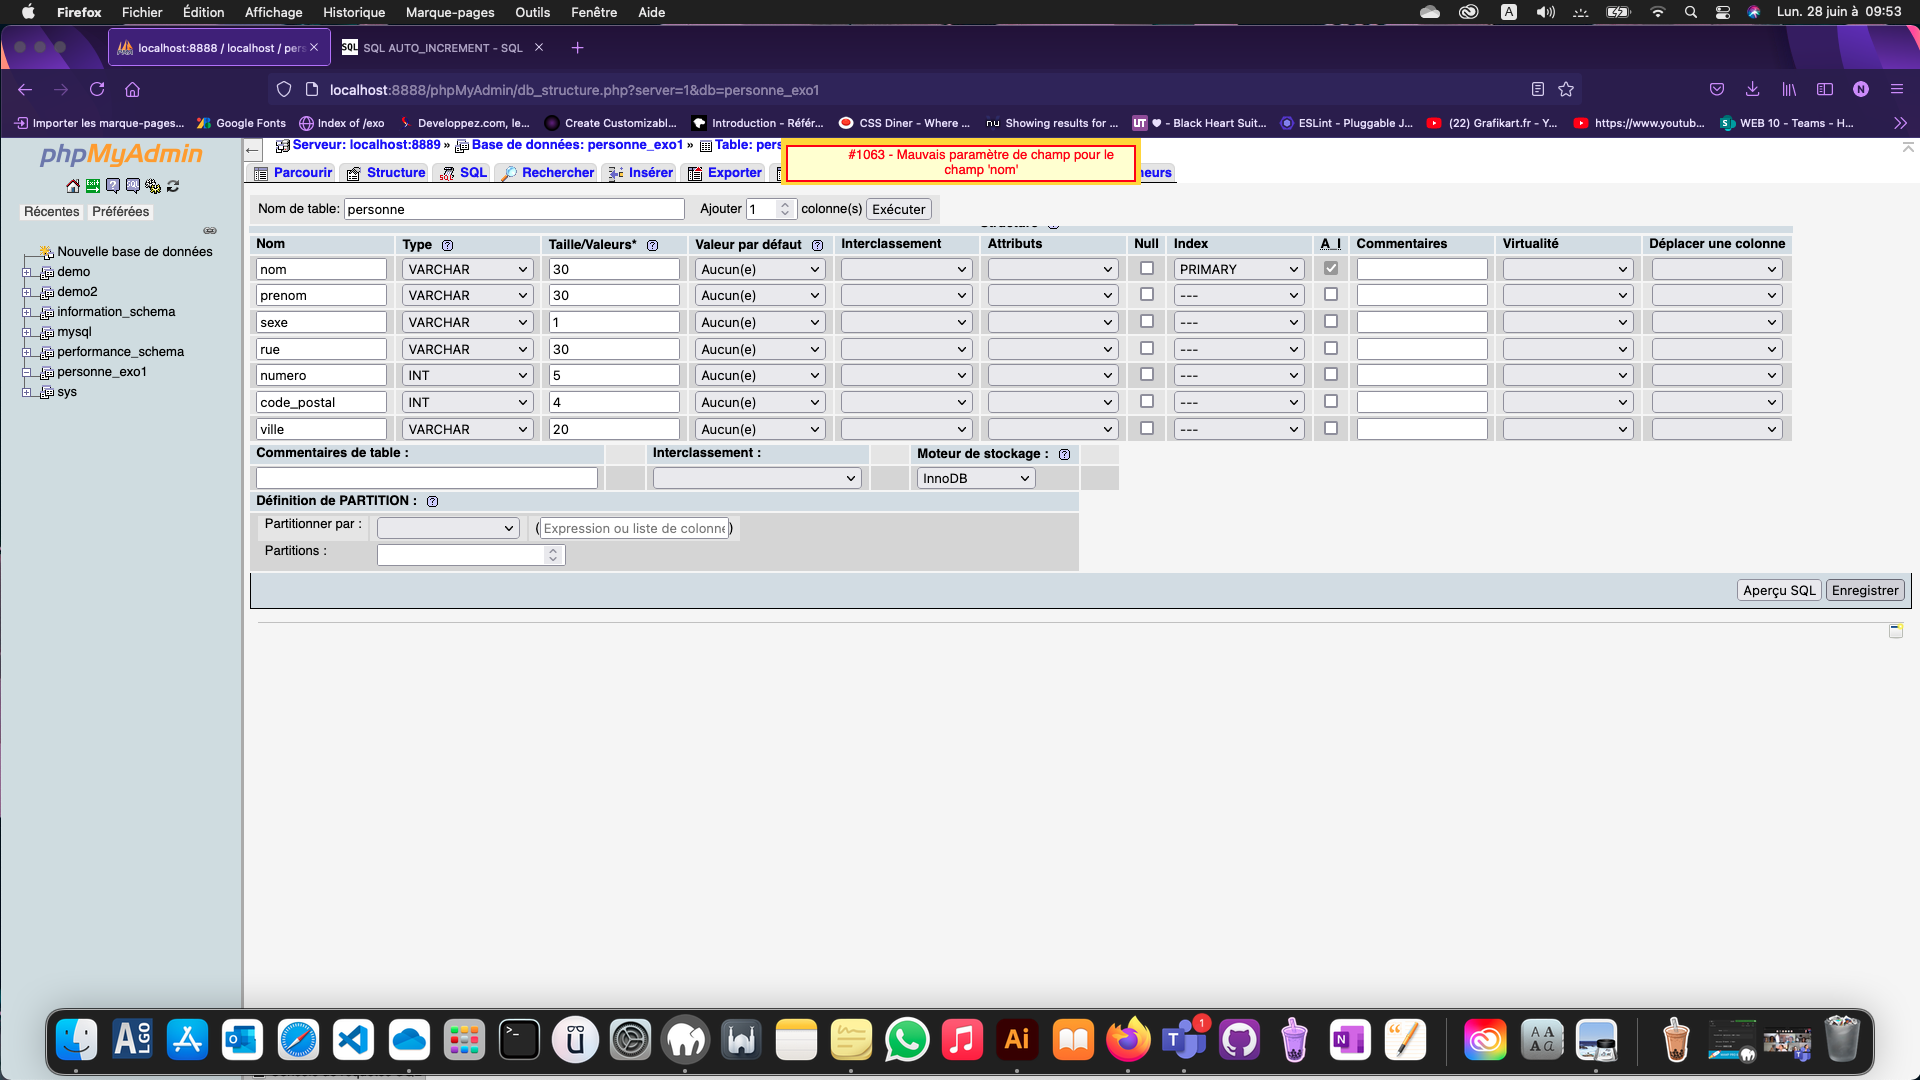 Firefox Fichier Édition Affichage Historique Marque-pages Outils Fenêtre Aide A Lun. 28 juin à 09:53
localhost:8888 / localhost / pers SQL SQL AUTO_INCREMENT - SQL
localhost:8888/phpMyAdmin/db_structure.php?server=1&db=personne_exo1 N
Importer les marque-pages... Google Fonts Index of /exo Developpez.com, le... Create Customizabl... Introduction - Référ... CSS Diner - Where ... nu Showing results for ... UT ♥ - Black Heart Suit... ESLint - Pluggable J... (22) Grafikart.fr - Y... https://www.youtub... WEB 10 - Teams - H...
phpMyAdmin
Récentes Préférées
Nouvelle base de données
demo
demo2
information_schema
mysql
performance_schema
personne_exo1
sys
Serveur: localhost:8889 » Base de données: personne_exo1 » Table: pers
#1063 - Mauvais paramètre de champ pour le
champ 'nom'
Parcourir Structure SQL Rechercher Insérer Exporter neurs
Nom de table: personne Ajouter 1 colonne(s) Exécuter
Nom Type Taille/Valeurs* Valeur par défaut Interclassement Attributs Null Index A_I Commentaires Virtualité Déplacer une colonne
nom VARCHAR 30 Aucun(e) PRIMARY
prenom VARCHAR 30 Aucun(e) ---
sexe VARCHAR 1 Aucun(e) ---
rue VARCHAR 30 Aucun(e) ---
numero INT 5 Aucun(e) ---
code_postal INT 4 Aucun(e) ---
ville VARCHAR 20 Aucun(e) ---
Commentaires de table : Interclassement : Moteur de stockage :
InnoDB
Définition de PARTITION :
Partitionner par : (Expression ou liste de colonne)
Partitions :
Aperçu SQL Enregistrer
ALGO
Ai
1